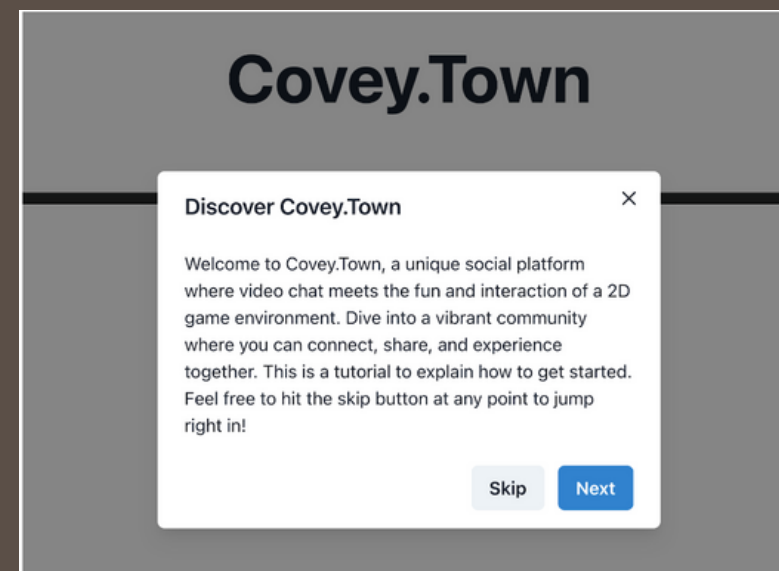 Covey.Town
Discover Covey.Town
Welcome to Covey.Town, a unique social platform
where video chat meets the fun and interaction of a 2D
game environment. Dive into a vibrant community
where you can connect, share, and experience
together. This is a tutorial to explain how to get started.
Feel free to hit the skip button at any point to jump
right in!
Skip Next